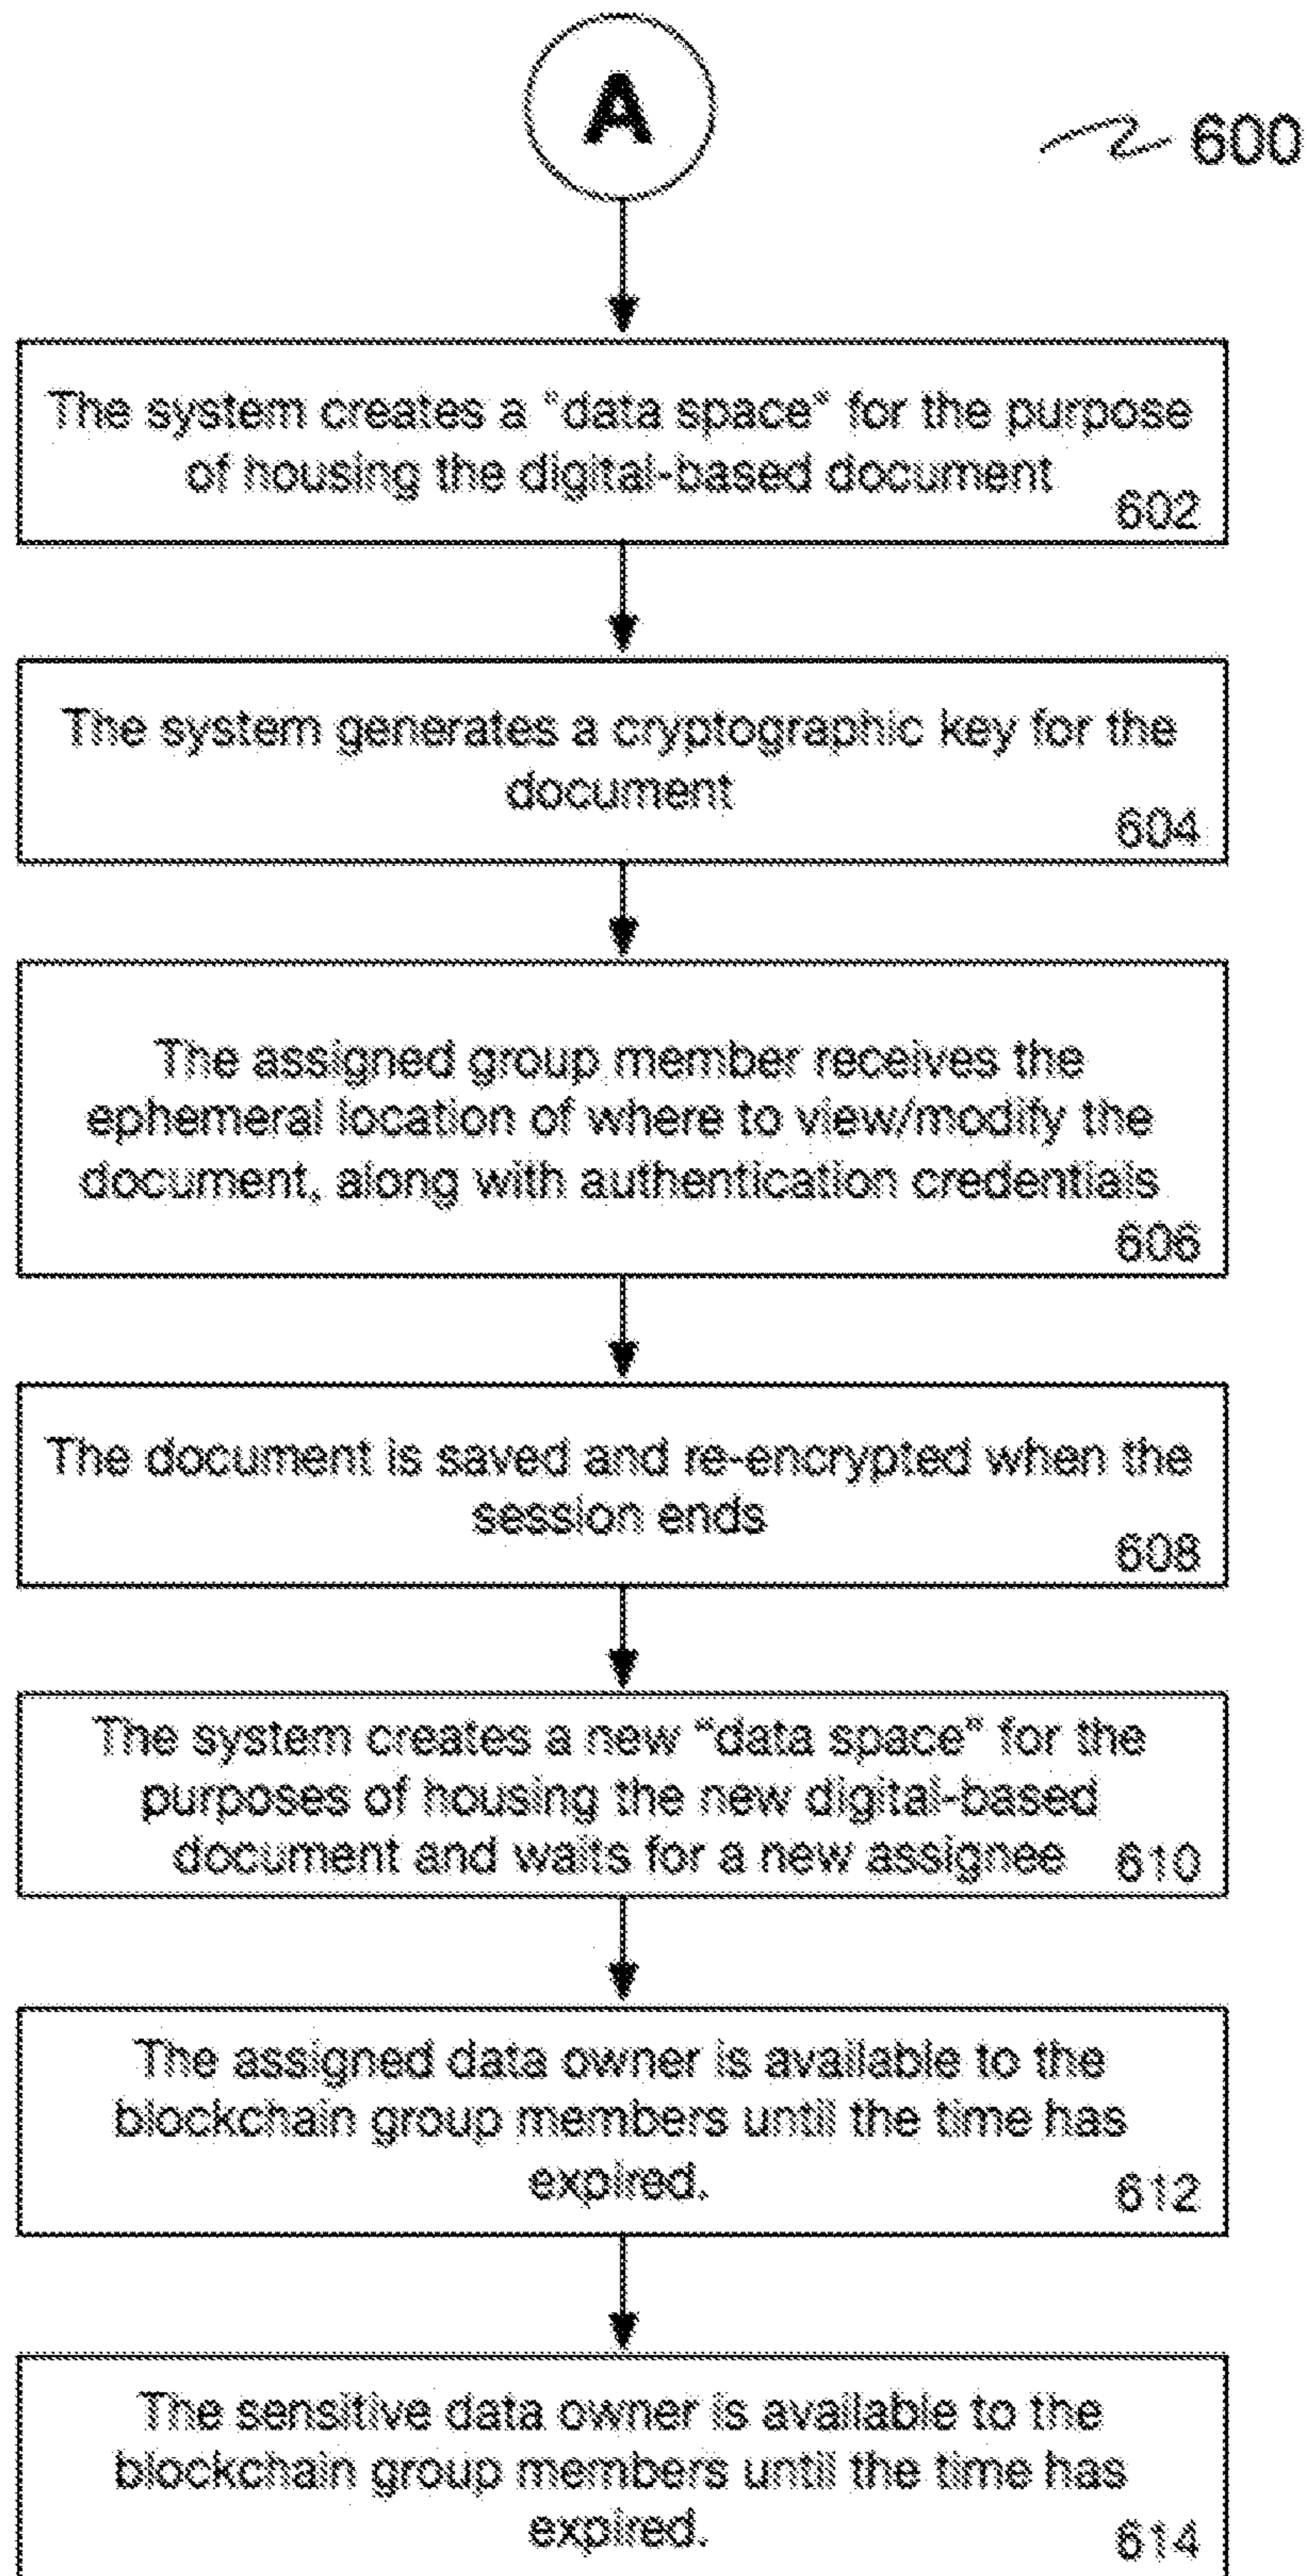 A
600
The system creates a "data space" for the purpose
of housing the digital-based document
602
The system generates a cryptographic key for the
document
604
The assigned group member receives the
ephemeral location of where to view/modify the
document, along with authentication credentials
606
The document is saved and re-encrypted when the
session ends
608
The system creates a new "data space" for the
purposes of housing the new digital-based
document and waits for a new assignee
610
The assigned data owner is available to the
blockchain group members until the time has
expired.
612
The sensitive data owner is available to the
blockchain group members until the time has
expired.
614